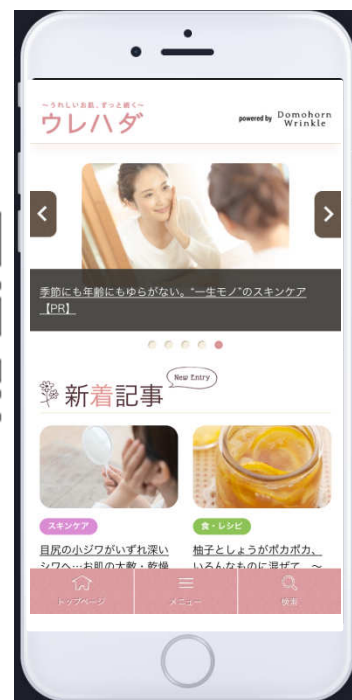 ～うれしいお肌、ずっと続く～
ウレハダ
powered by Domohorn
Wrinkle
季節にも年齢にもゆらがない。“一生モノ”のスキンケア
【PR】
New Entry
新着記事
スキンケア
食・レシピ
目尻の小ジワがいずれ深い
シワへ…お肌の大敵・乾燥
柚子としょうがポカポカ、
いろんなものに混ぜて　～
トップページ
メニュー
検索